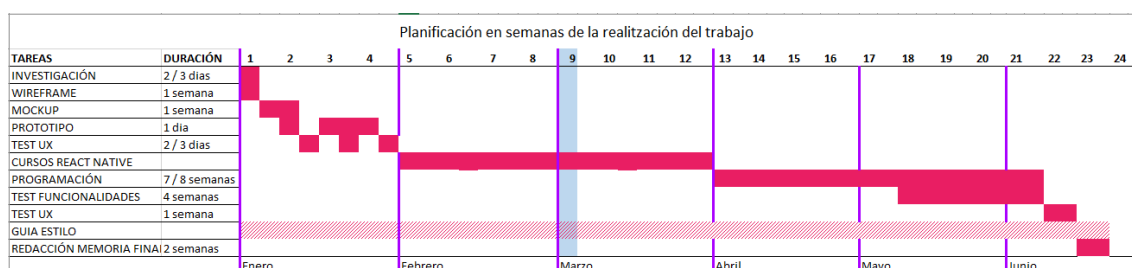 Planificación en semanas de la realitzación del trabajo
TAREAS DURACIÓN 1 2 3 4 5 6 7 8 9 10 11 12 13 14 15 16 17 18 19 20 21 22 23 24
INVESTIGACIÓN 2 / 3 dias
WIREFRAME 1 semana
MOCKUP 1 semana
PROTOTIPO 1 dia
TEST UX 2 / 3 dias
CURSOS REACT NATIVE
PROGRAMACIÓN 7 / 8 semanas
TEST FUNCIONALIDADES 4 semanas
TEST UX 1 semana
GUIA ESTILO
REDACCIÓN MEMORIA FINAL 2 semanas
Enero Febrero Marzo Abril Mayo Junio